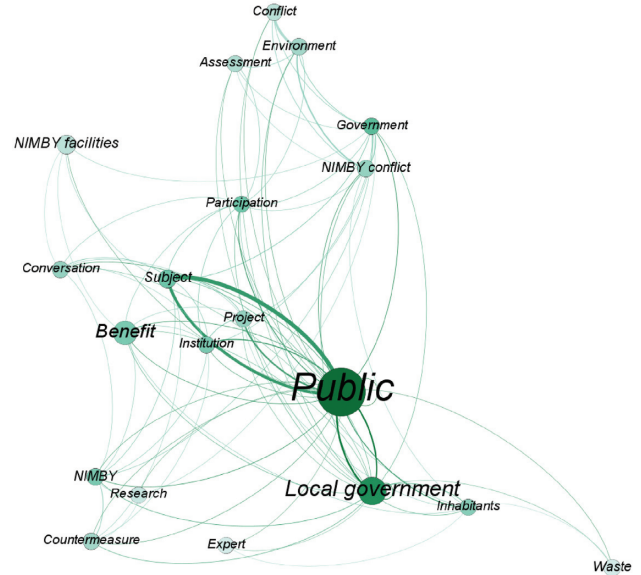 Conflict
Environment
Assessment
Government
NIMBY facilities
NIMBY conflict
Participation
Conversation
Subject
Project
Benefit
Institution
Public
NIMBY
Local government
Research
Inhabitants
Countermeasure
Expert
Waste